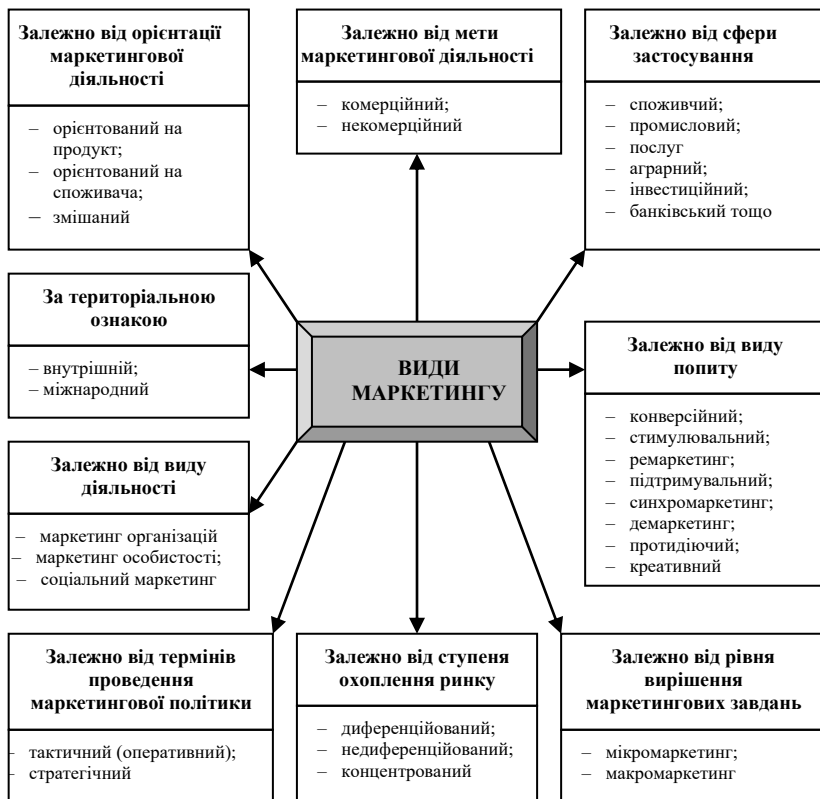 Залежно від орієнтації
маркетингової
діяльності
– орієнтований на
продукт;
– орієнтований на
споживача;
– змішаний
Залежно від мети
маркетингової діяльності
– комерційний;
– некомерційний
Залежно від сфери
застосування
– споживчий;
– промисловий;
– послуг
– аграрний;
– інвестиційний;
– банківський тощо
За територіальною
ознакою
– внутрішній;
– міжнародний
ВИДИ
МАРКЕТИНГУ
Залежно від виду
попиту
– конверсійний;
– стимулювальний;
– ремаркетинг;
– підтримувальний;
– синхромаркетинг;
– демаркетинг;
– протидіючий;
– креативний
Залежно від виду
діяльності
– маркетинг організацій
– маркетинг особистості;
– соціальний маркетинг
Залежно від термінів
проведення
маркетингової політики
– тактичний (оперативний);
– стратегічний
Залежно від ступеня
охоплення ринку
– диференційований;
– недиференційований;
– концентрований
Залежно від рівня
вирішення
маркетингових завдань
– мікромаркетинг;
– макромаркетинг